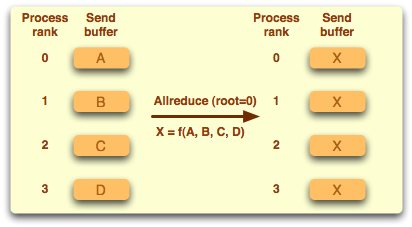 Process rank Send buffer Process rank Send buffer
0 A 0 X
1 B Allreduce (root=0) 1 X
X = f(A, B, C, D)
2 C 2 X
3 D 3 X